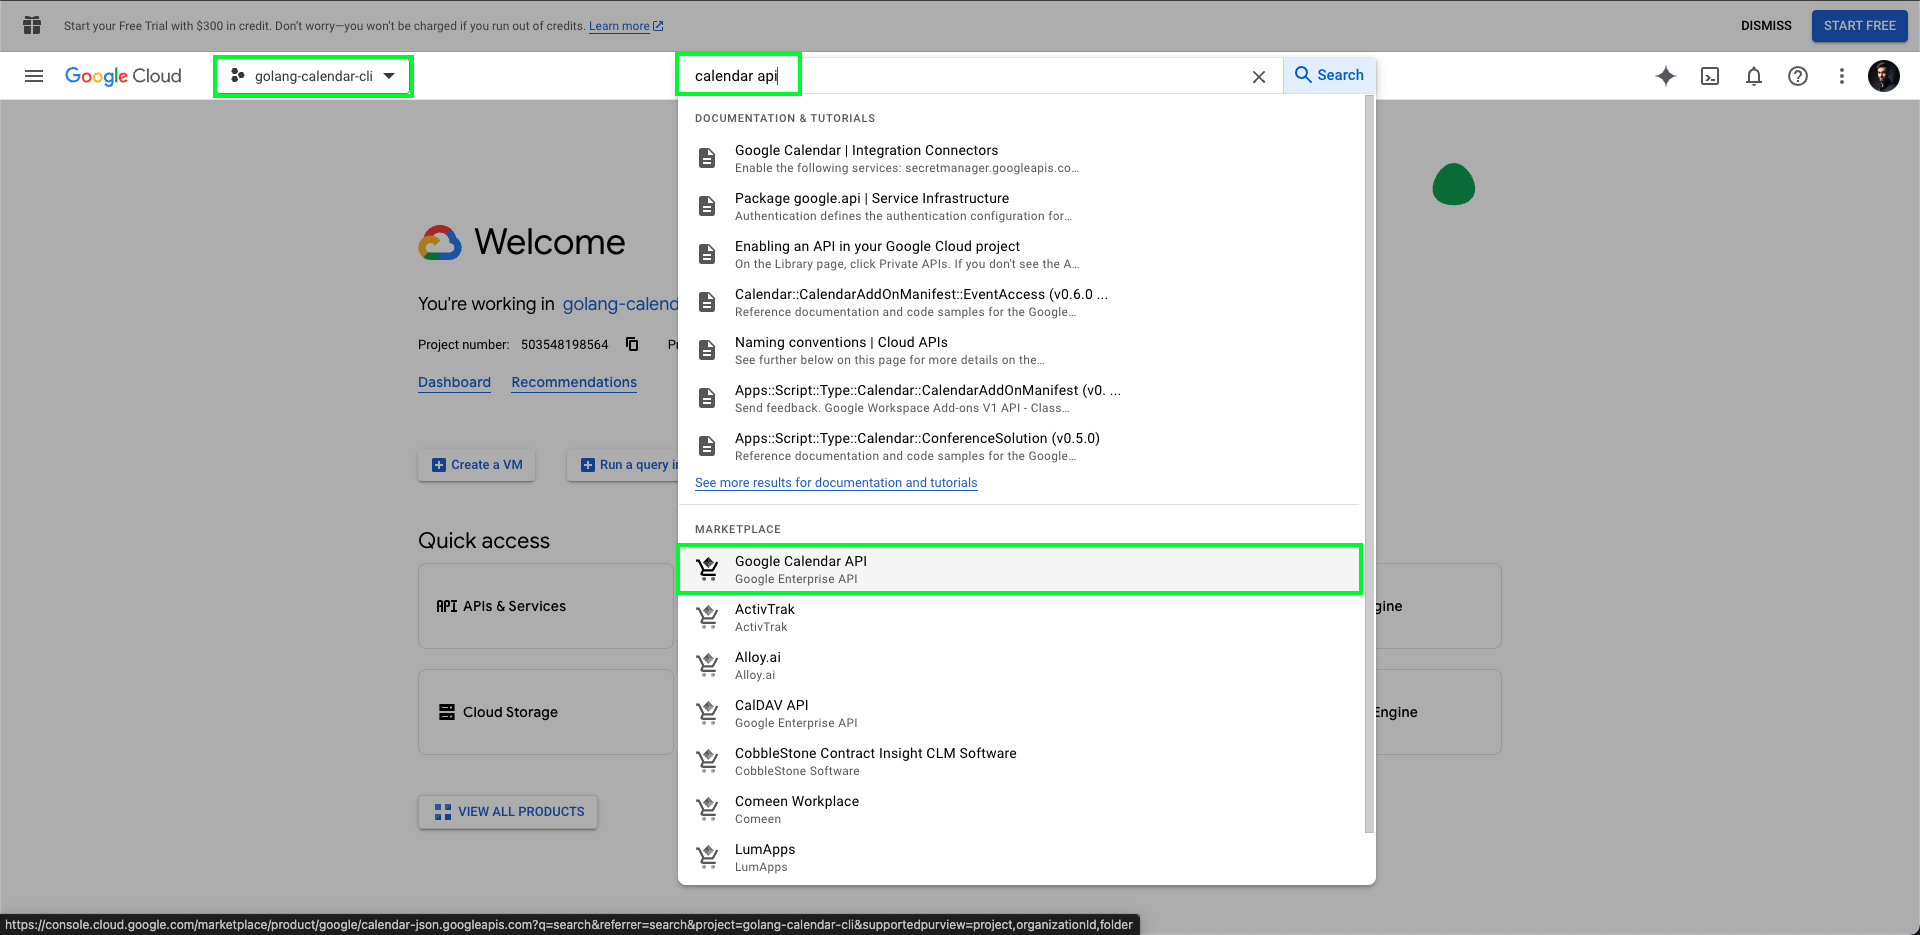 Start your Free Trial with $300 in credit. Don't worry—you won't be charged if you run out of credits. Learn more
DISMISS
START FREE
Google Cloud
golang-calendar-cli
calendar api
Search
DOCUMENTATION & TUTORIALS
Google Calendar | Integration Connectors
Enable the following services: secretmanager.googleapis.co...
Package google.api | Service Infrastructure
Authentication defines the authentication configuration for...
Enabling an API in your Google Cloud project
On the Library page, click Private APIs. If you don't see the A...
Calendar::CalendarAddOnManifest::EventAccess (v0.6.0 ...
Reference documentation and code samples for the Google...
Naming conventions | Cloud APIs
See further below on this page for more details on the...
Apps::Script::Type::Calendar::CalendarAddOnManifest (v0. ...
Send feedback. Google Workspace Add-ons V1 API - Class...
Apps::Script::Type::Calendar::ConferenceSolution (v0.5.0)
Reference documentation and code samples for the Google...
See more results for documentation and tutorials
MARKETPLACE
Google Calendar API
Google Enterprise API
ActivTrak
ActivTrak
Alloy.ai
Alloy.ai
CalDAV API
Google Enterprise API
CobbleStone Contract Insight CLM Software
CobbleStone Software
Comeen Workplace
Comeen
LumApps
LumApps
Welcome
You're working in golang-calend
Project number: 503548198564
Dashboard Recommendations
Create a VM
Run a query in
Quick access
API APIs & Services
gine
Cloud Storage
Engine
VIEW ALL PRODUCTS
https://console.cloud.google.com/marketplace/product/google/calendar-json.googleapis.com?q=search&referrer=search&project=golang-calendar-cli&supportedpurview=project,organizationId,folder